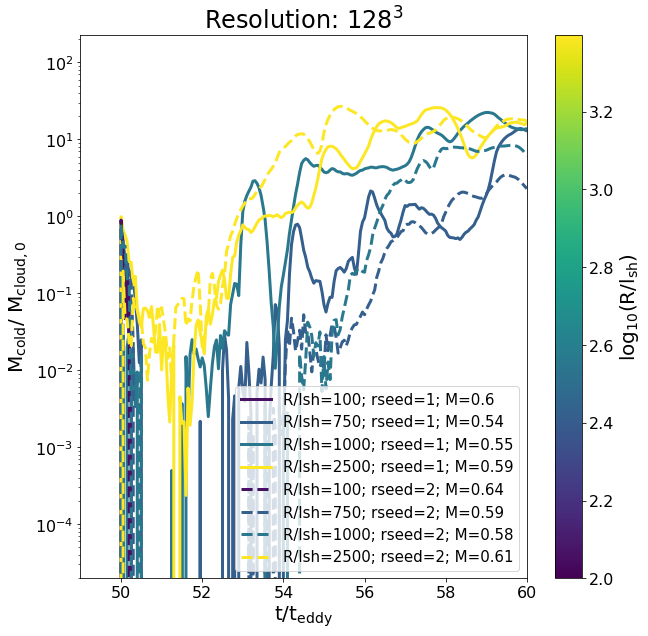 Resolution: 128³
M_cold/ M_cloud, 0
10²
10¹
10⁰
10⁻¹
10⁻²
10⁻³
10⁻⁴
R/lsh=100; rseed=1; M=0.6
R/lsh=750; rseed=1; M=0.54
R/lsh=1000; rseed=1; M=0.55
R/lsh=2500; rseed=1; M=0.59
R/lsh=100; rseed=2; M=0.64
R/lsh=750; rseed=2; M=0.59
R/lsh=1000; rseed=2; M=0.58
R/lsh=2500; rseed=2; M=0.61
50 52 54 56 58 60
t/t_eddy
3.2
3.0
2.8
2.6
2.4
2.2
2.0
log₁₀(R/l_sh)